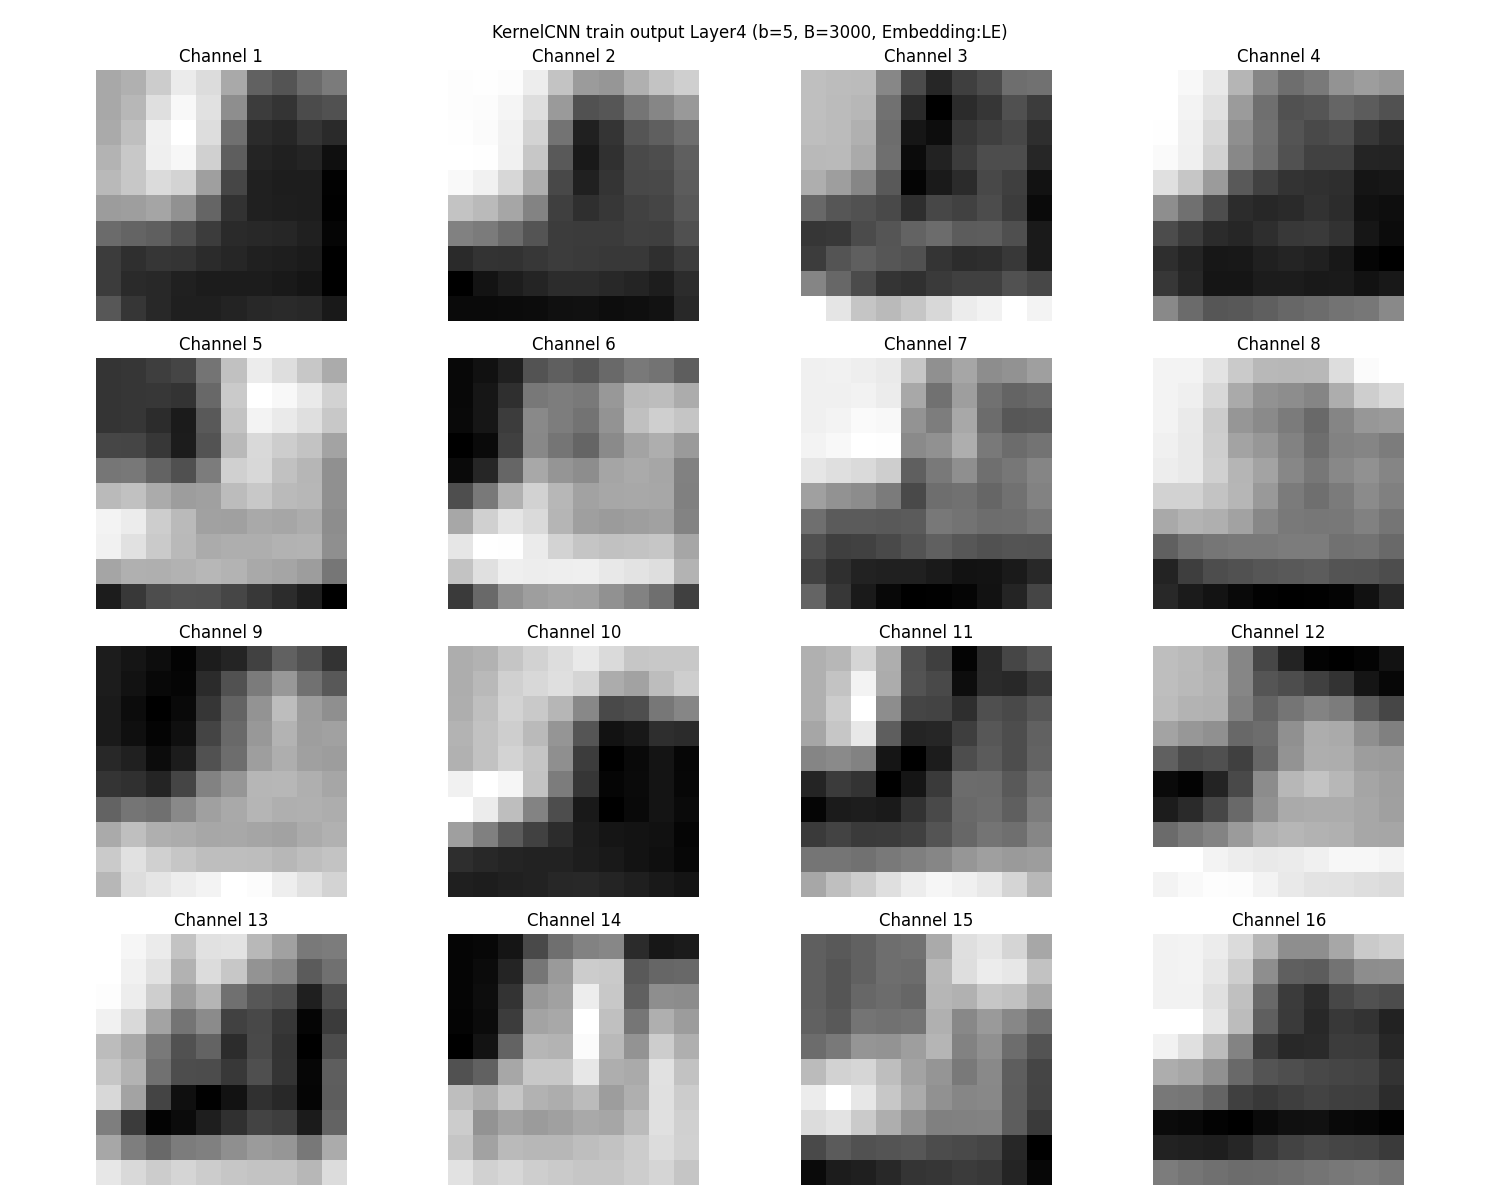 KernelCNN train output Layer4 (b=5, B=3000, Embedding:LE)
Channel 1
Channel 2
Channel 3
Channel 4
Channel 5
Channel 6
Channel 7
Channel 8
Channel 9
Channel 10
Channel 11
Channel 12
Channel 13
Channel 14
Channel 15
Channel 16